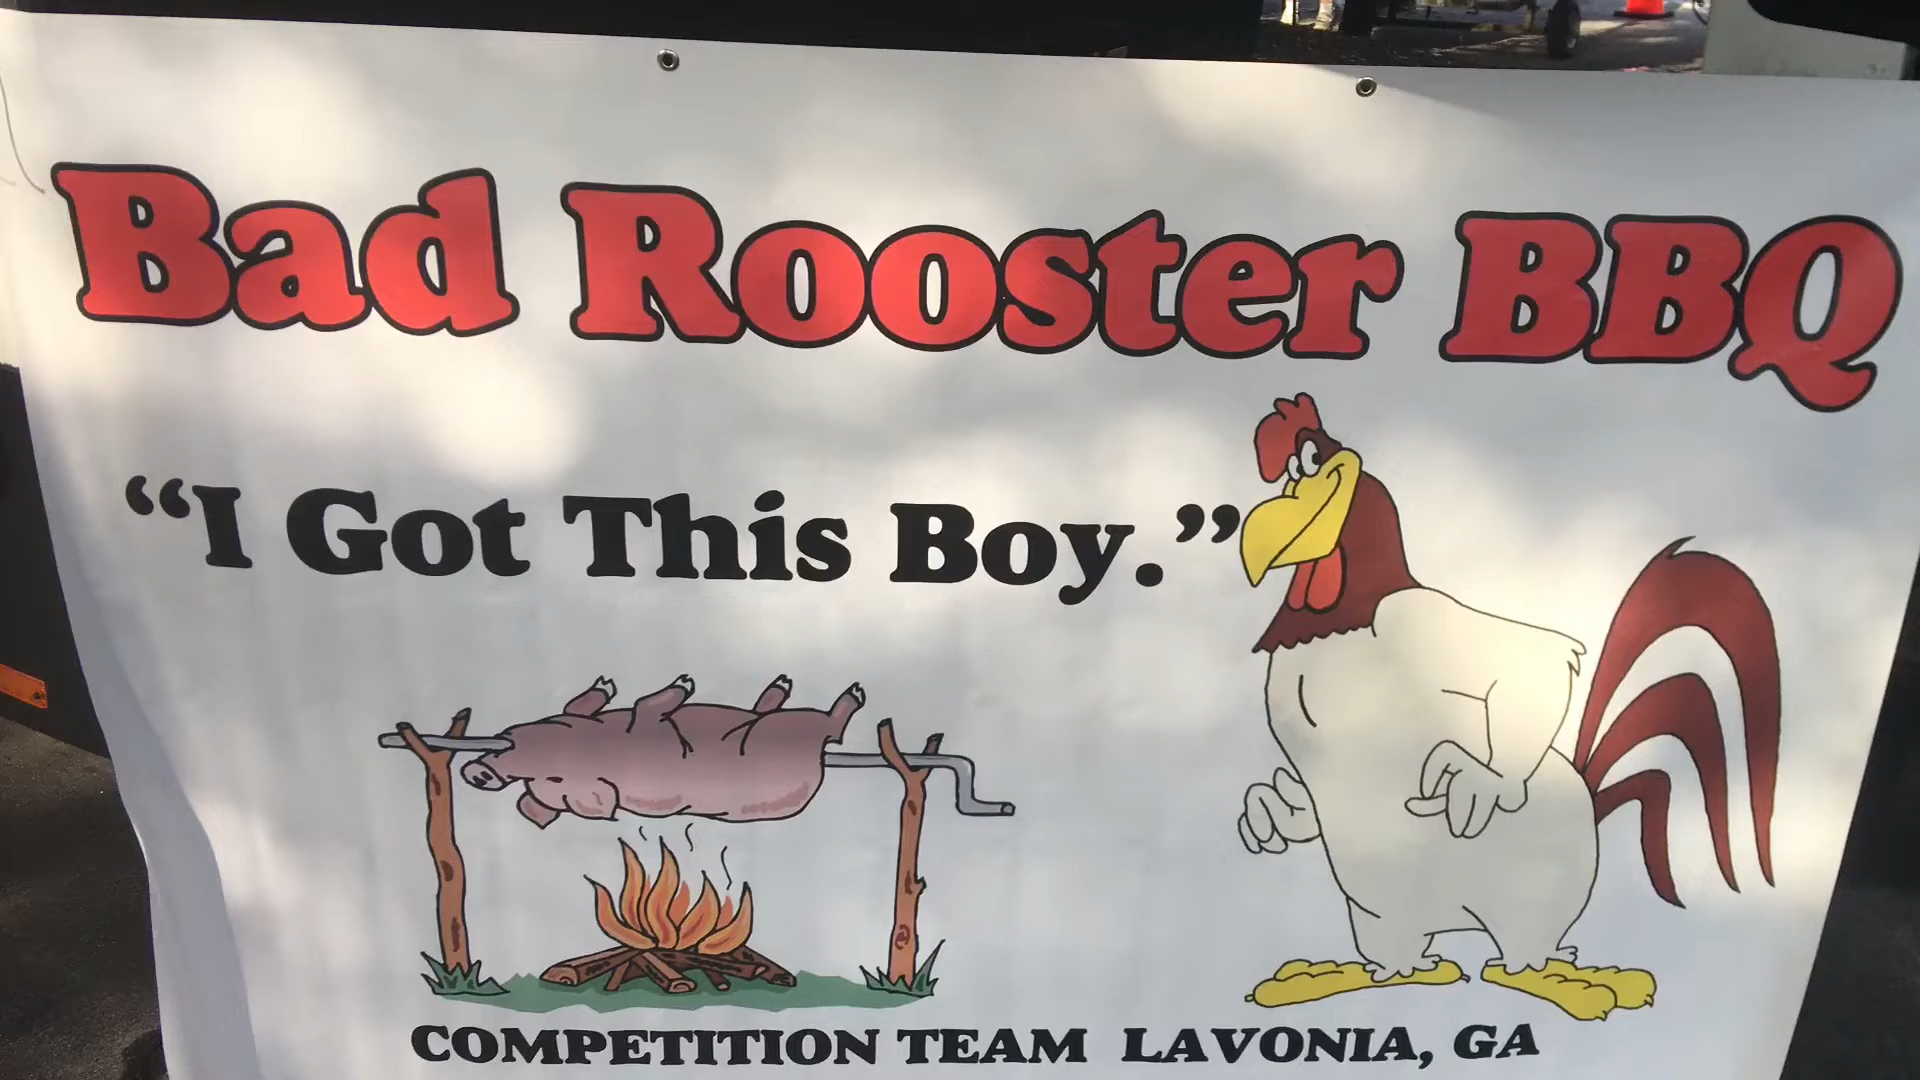 Bad Rooster BBQ
“I Got This Boy.”
COMPETITION TEAM LAVONIA, GA